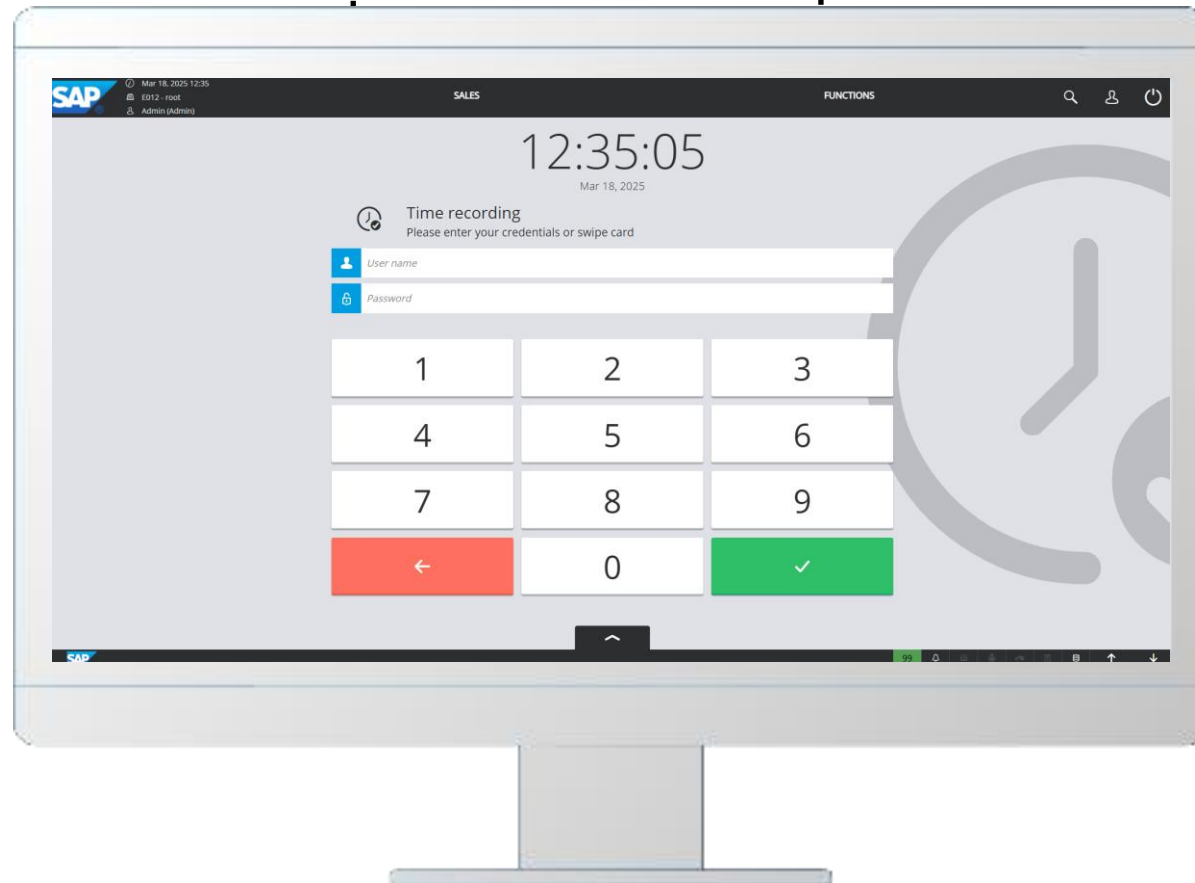 SAP
Mar 18, 2025 12:35
E012 - root
Admin (Admin)
SALES
FUNCTIONS
12:35:05
Mar 18, 2025
Time recording
Please enter your credentials or swipe card
User name
Password
1 2 3
4 5 6
7 8 9
0
SAP
99